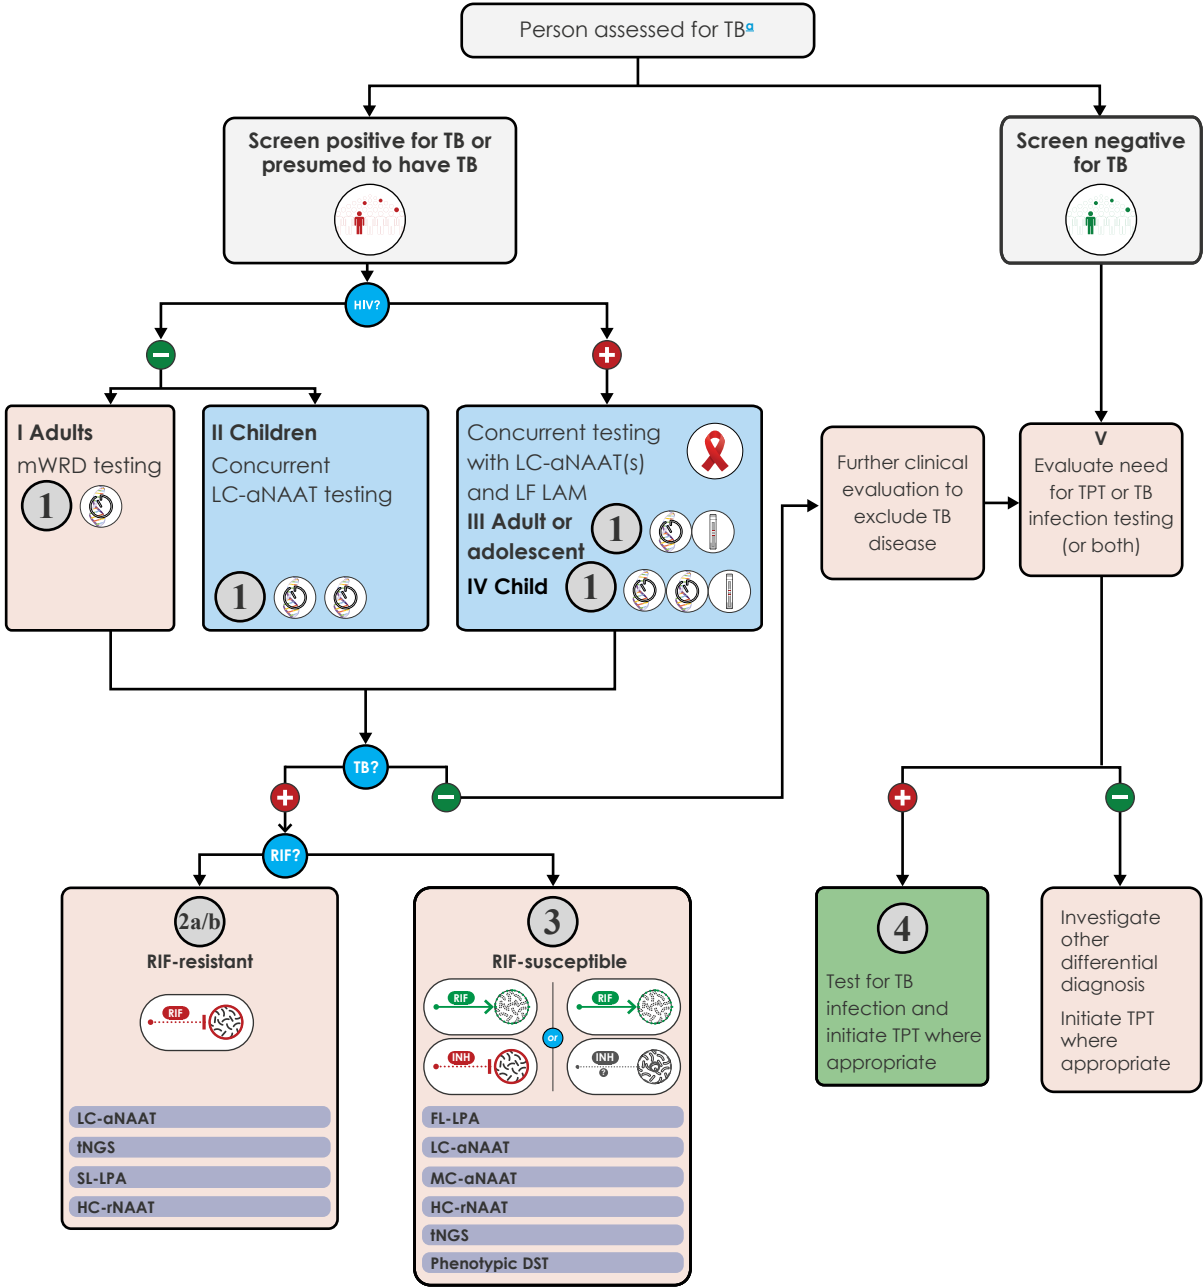 Person assessed for TBa
Screen positive for TB or
presumed to have TB
Screen negative
for TB
HIV?
I Adults
mWRD testing
1
II Children
Concurrent
LC-aNAAT testing
1
Concurrent testing
with LC-aNAAT(s)
and LF LAM
III Adult or
adolescent
1
IV Child
1
Further clinical
evaluation to
exclude TB
disease
V
Evaluate need
for TPT or TB
infection testing
(or both)
TB?
RIF?
2a/b
RIF-resistant
RIF
LC-aNAAT
tNGS
SL-LPA
HC-rNAAT
3
RIF-susceptible
RIF
RIF
or
INH
INH
?
FL-LPA
LC-aNAAT
MC-aNAAT
HC-rNAAT
tNGS
Phenotypic DST
4
Test for TB
infection and
initiate TPT where
appropriate
Investigate
other
differential
diagnosis
Initiate TPT
where
appropriate